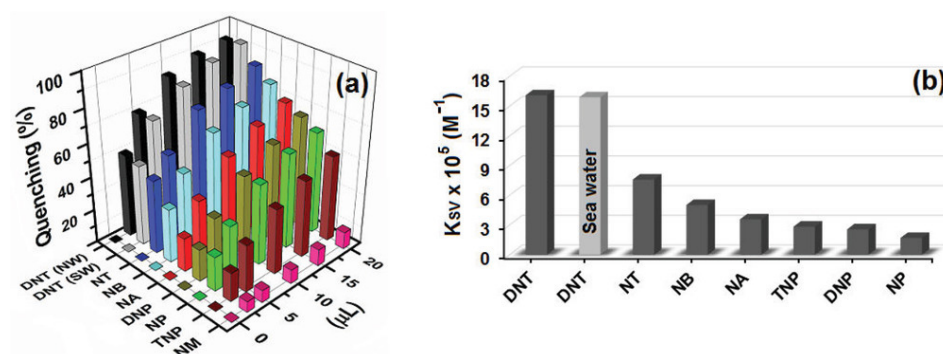 (a)
Quenching (%)
100
80
60
40
20
DNT (NW)
DNT (SW)
NT
NB
NA
DNP
NP
TNP
NM
0
5
10
15
20
(µL)
(b)
K_SV x 10⁵ (M⁻¹)
18
15
12
9
6
3
0
Sea water
DNT DNT NT NB NA TNP DNP NP